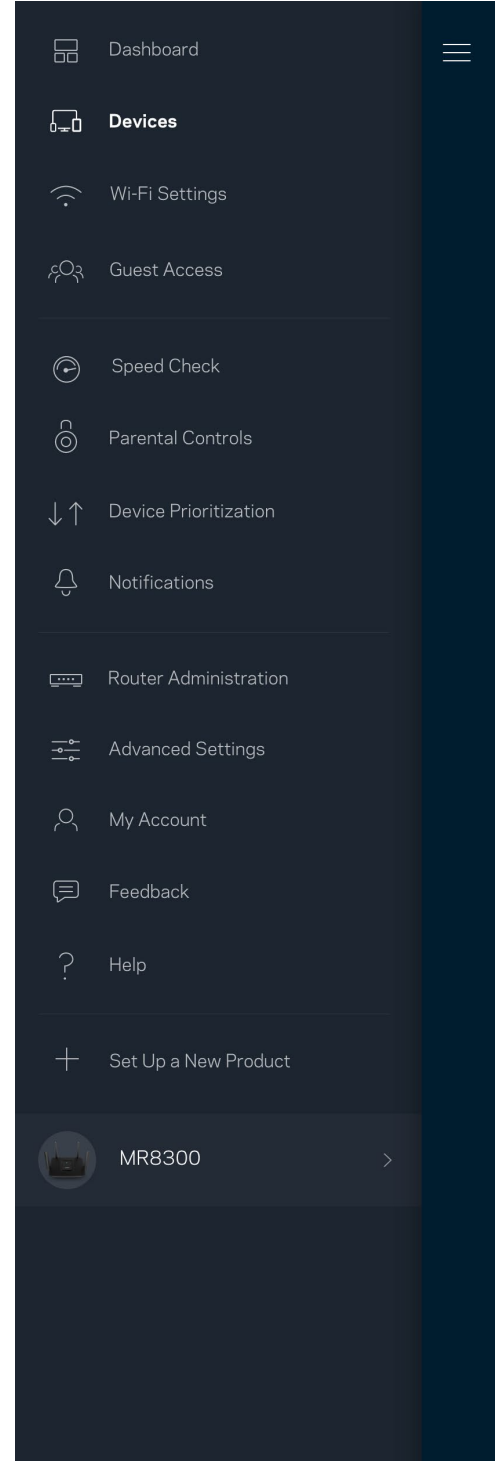 Dashboard
Devices
Wi-Fi Settings
Guest Access
Speed Check
Parental Controls
Device Prioritization
Notifications
Router Administration
Advanced Settings
My Account
Feedback
Help
Set Up a New Product
MR8300